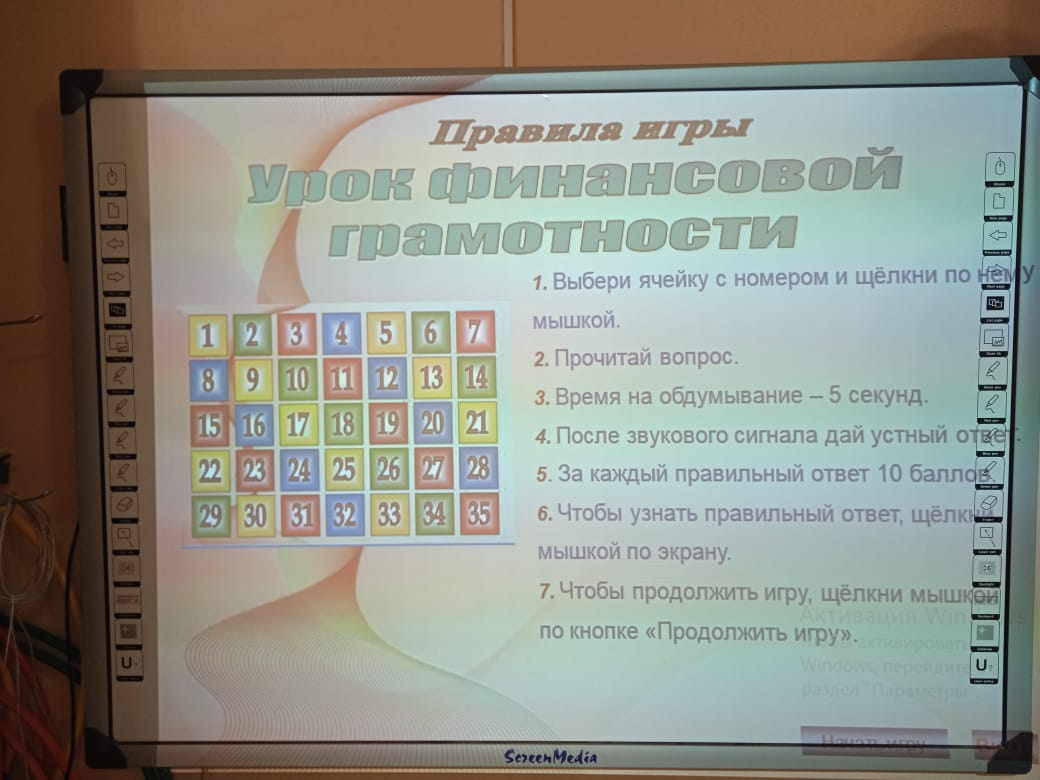 Правила игры
Урок финансовой
грамотности
1 2 3 4 5 6 7
8 9 10 11 12 13 14
15 16 17 18 19 20 21
22 23 24 25 26 27 28
29 30 31 32 33 34 35
1. Выбери ячейку с номером и щёлкни по нему
мышкой.
2. Прочитай вопрос.
3. Время на обдумывание – 5 секунд.
4. После звукового сигнала дай устный ответ.
5. За каждый правильный ответ 10 баллов.
6. Чтобы узнать правильный ответ, щёлкни
мышкой по экрану.
7. Чтобы продолжить игру, щёлкни мышкой
по кнопке «Продолжить игру».
Активация Windows
активировать
Windows, перейдите
раздел "Параметры".
Начать игру
ScreenMedia